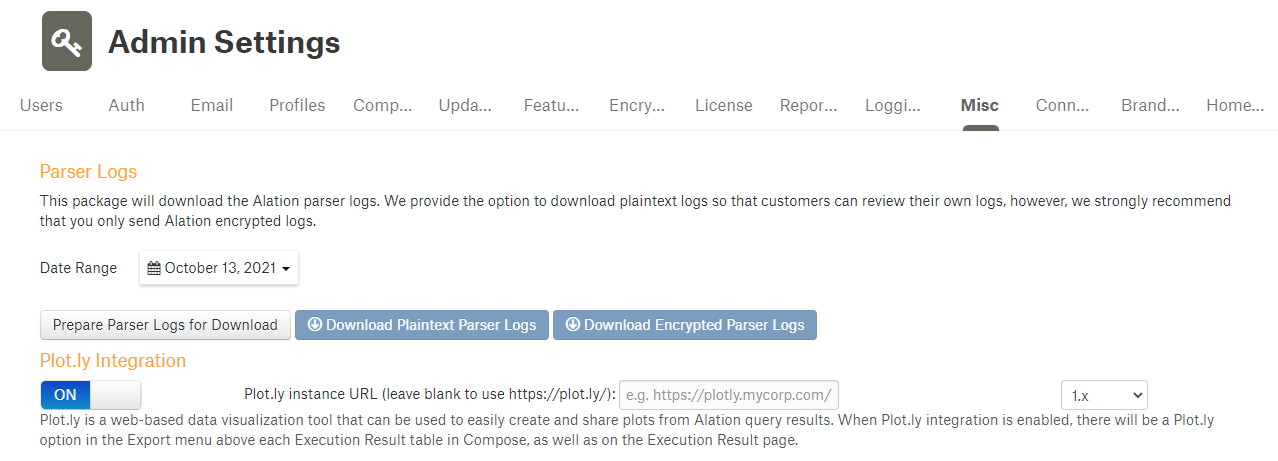 Admin Settings
Users Auth Email Profiles Comp... Upda... Featu... Encry... License Repor... Loggi... Misc Conn... Brand... Home...
Parser Logs
This package will download the Alation parser logs. We provide the option to download plaintext logs so that customers can review their own logs, however, we strongly recommend
that you only send Alation encrypted logs.
Date Range October 13, 2021
Prepare Parser Logs for Download Download Plaintext Parser Logs Download Encrypted Parser Logs
Plot.ly Integration
ON Plot.ly instance URL (leave blank to use https://plot.ly/): e.g. https://plotly.mycorp.com/ 1.x
Plot.ly is a web-based data visualization tool that can be used to easily create and share plots from Alation query results. When Plot.ly integration is enabled, there will be a Plot.ly
option in the Export menu above each Execution Result table in Compose, as well as on the Execution Result page.